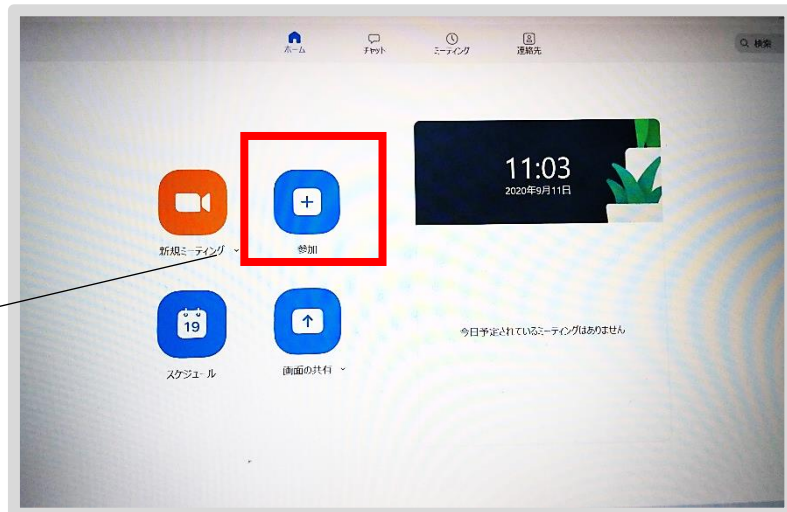 ホーム
チャット
ミーティング
連絡先
検索
11:03
2020年9月11日
新規ミーティング
参加
19
スケジュール
画面の共有
今日予定されているミーティングはありません